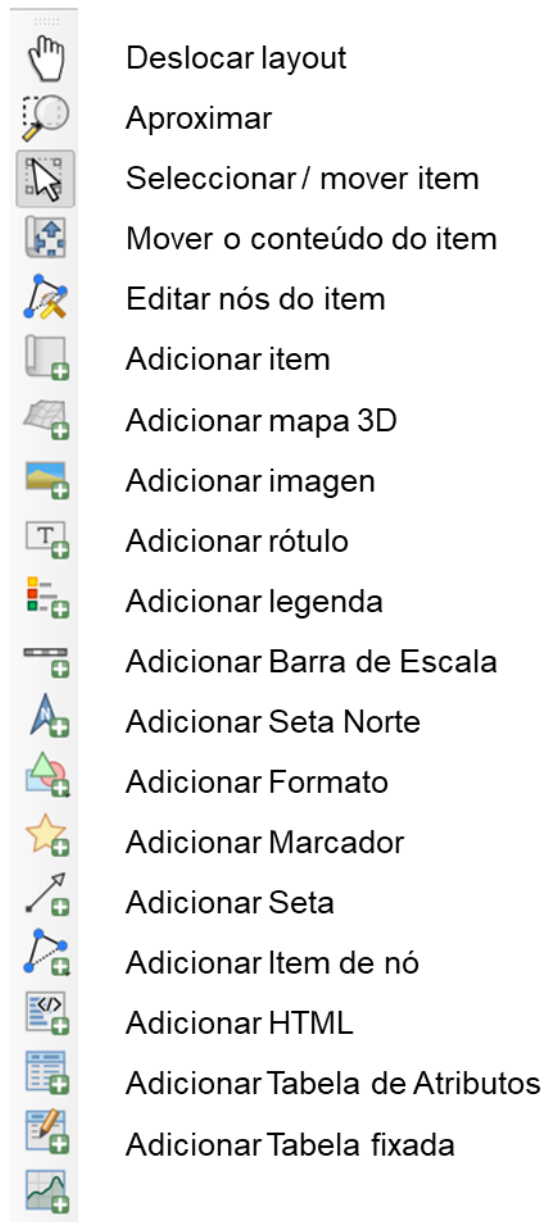 Deslocar layout
Aproximar
Seleccionar / mover item
Mover o conteúdo do item
Editar nós do item
Adicionar item
Adicionar mapa 3D
Adicionar imagen
T
Adicionar rótulo
Adicionar legenda
Adicionar Barra de Escala
N
Adicionar Seta Norte
Adicionar Formato
Adicionar Marcador
Adicionar Seta
Adicionar Item de nó
</>
Adicionar HTML
Adicionar Tabela de Atributos
Adicionar Tabela fixada